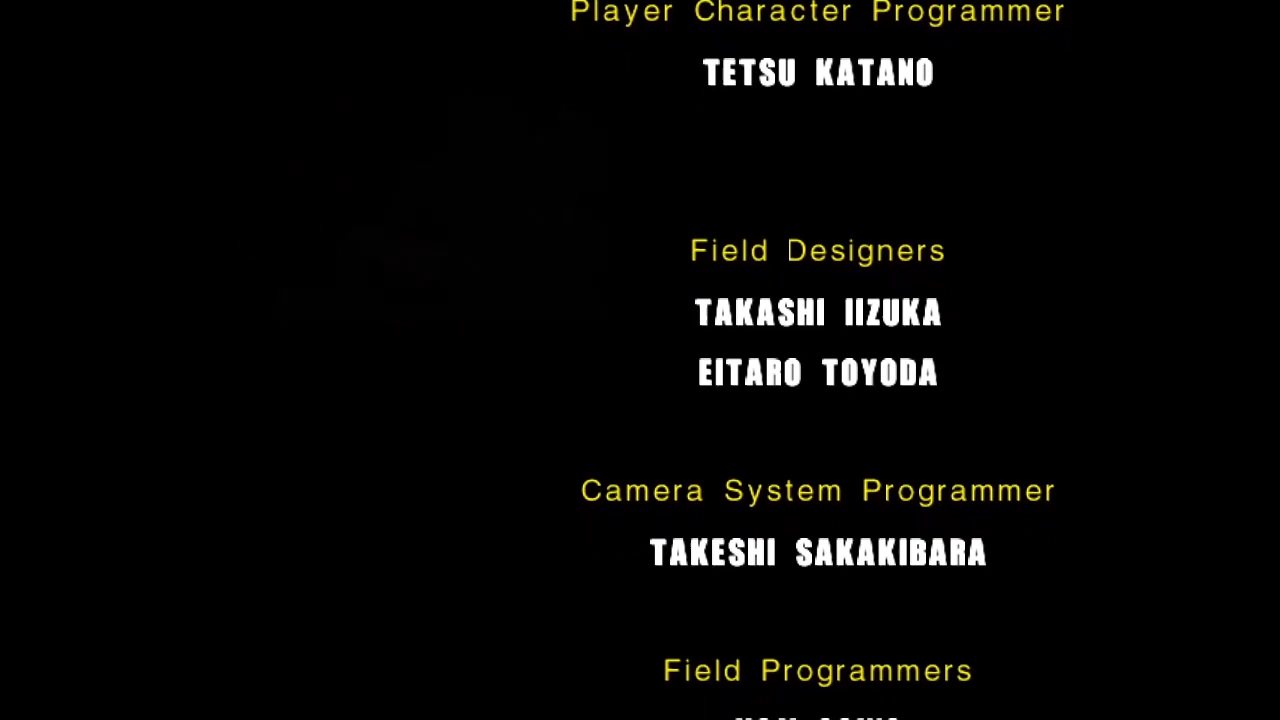 Player Character Programmer
TETSU KATANO
Field Designers
TAKASHI IIZUKA
EITARO TOYODA
Camera System Programmer
TAKESHI SAKAKIBARA
Field Programmers